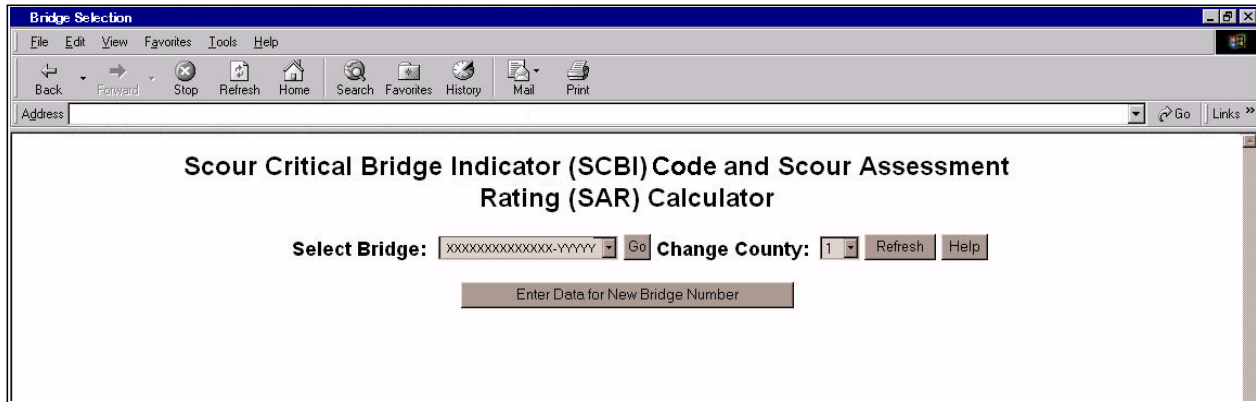 Bridge Selection
File Edit View Favorites Tools Help
Back Forward Stop Refresh Home Search Favorites History Mail Print
Address Go Links »
Scour Critical Bridge Indicator (SCBI) Code and Scour Assessment
Rating (SAR) Calculator
Select Bridge: XXXXXXXXXXXXXX-YYYYY Go Change County: 1 Refresh Help
Enter Data for New Bridge Number